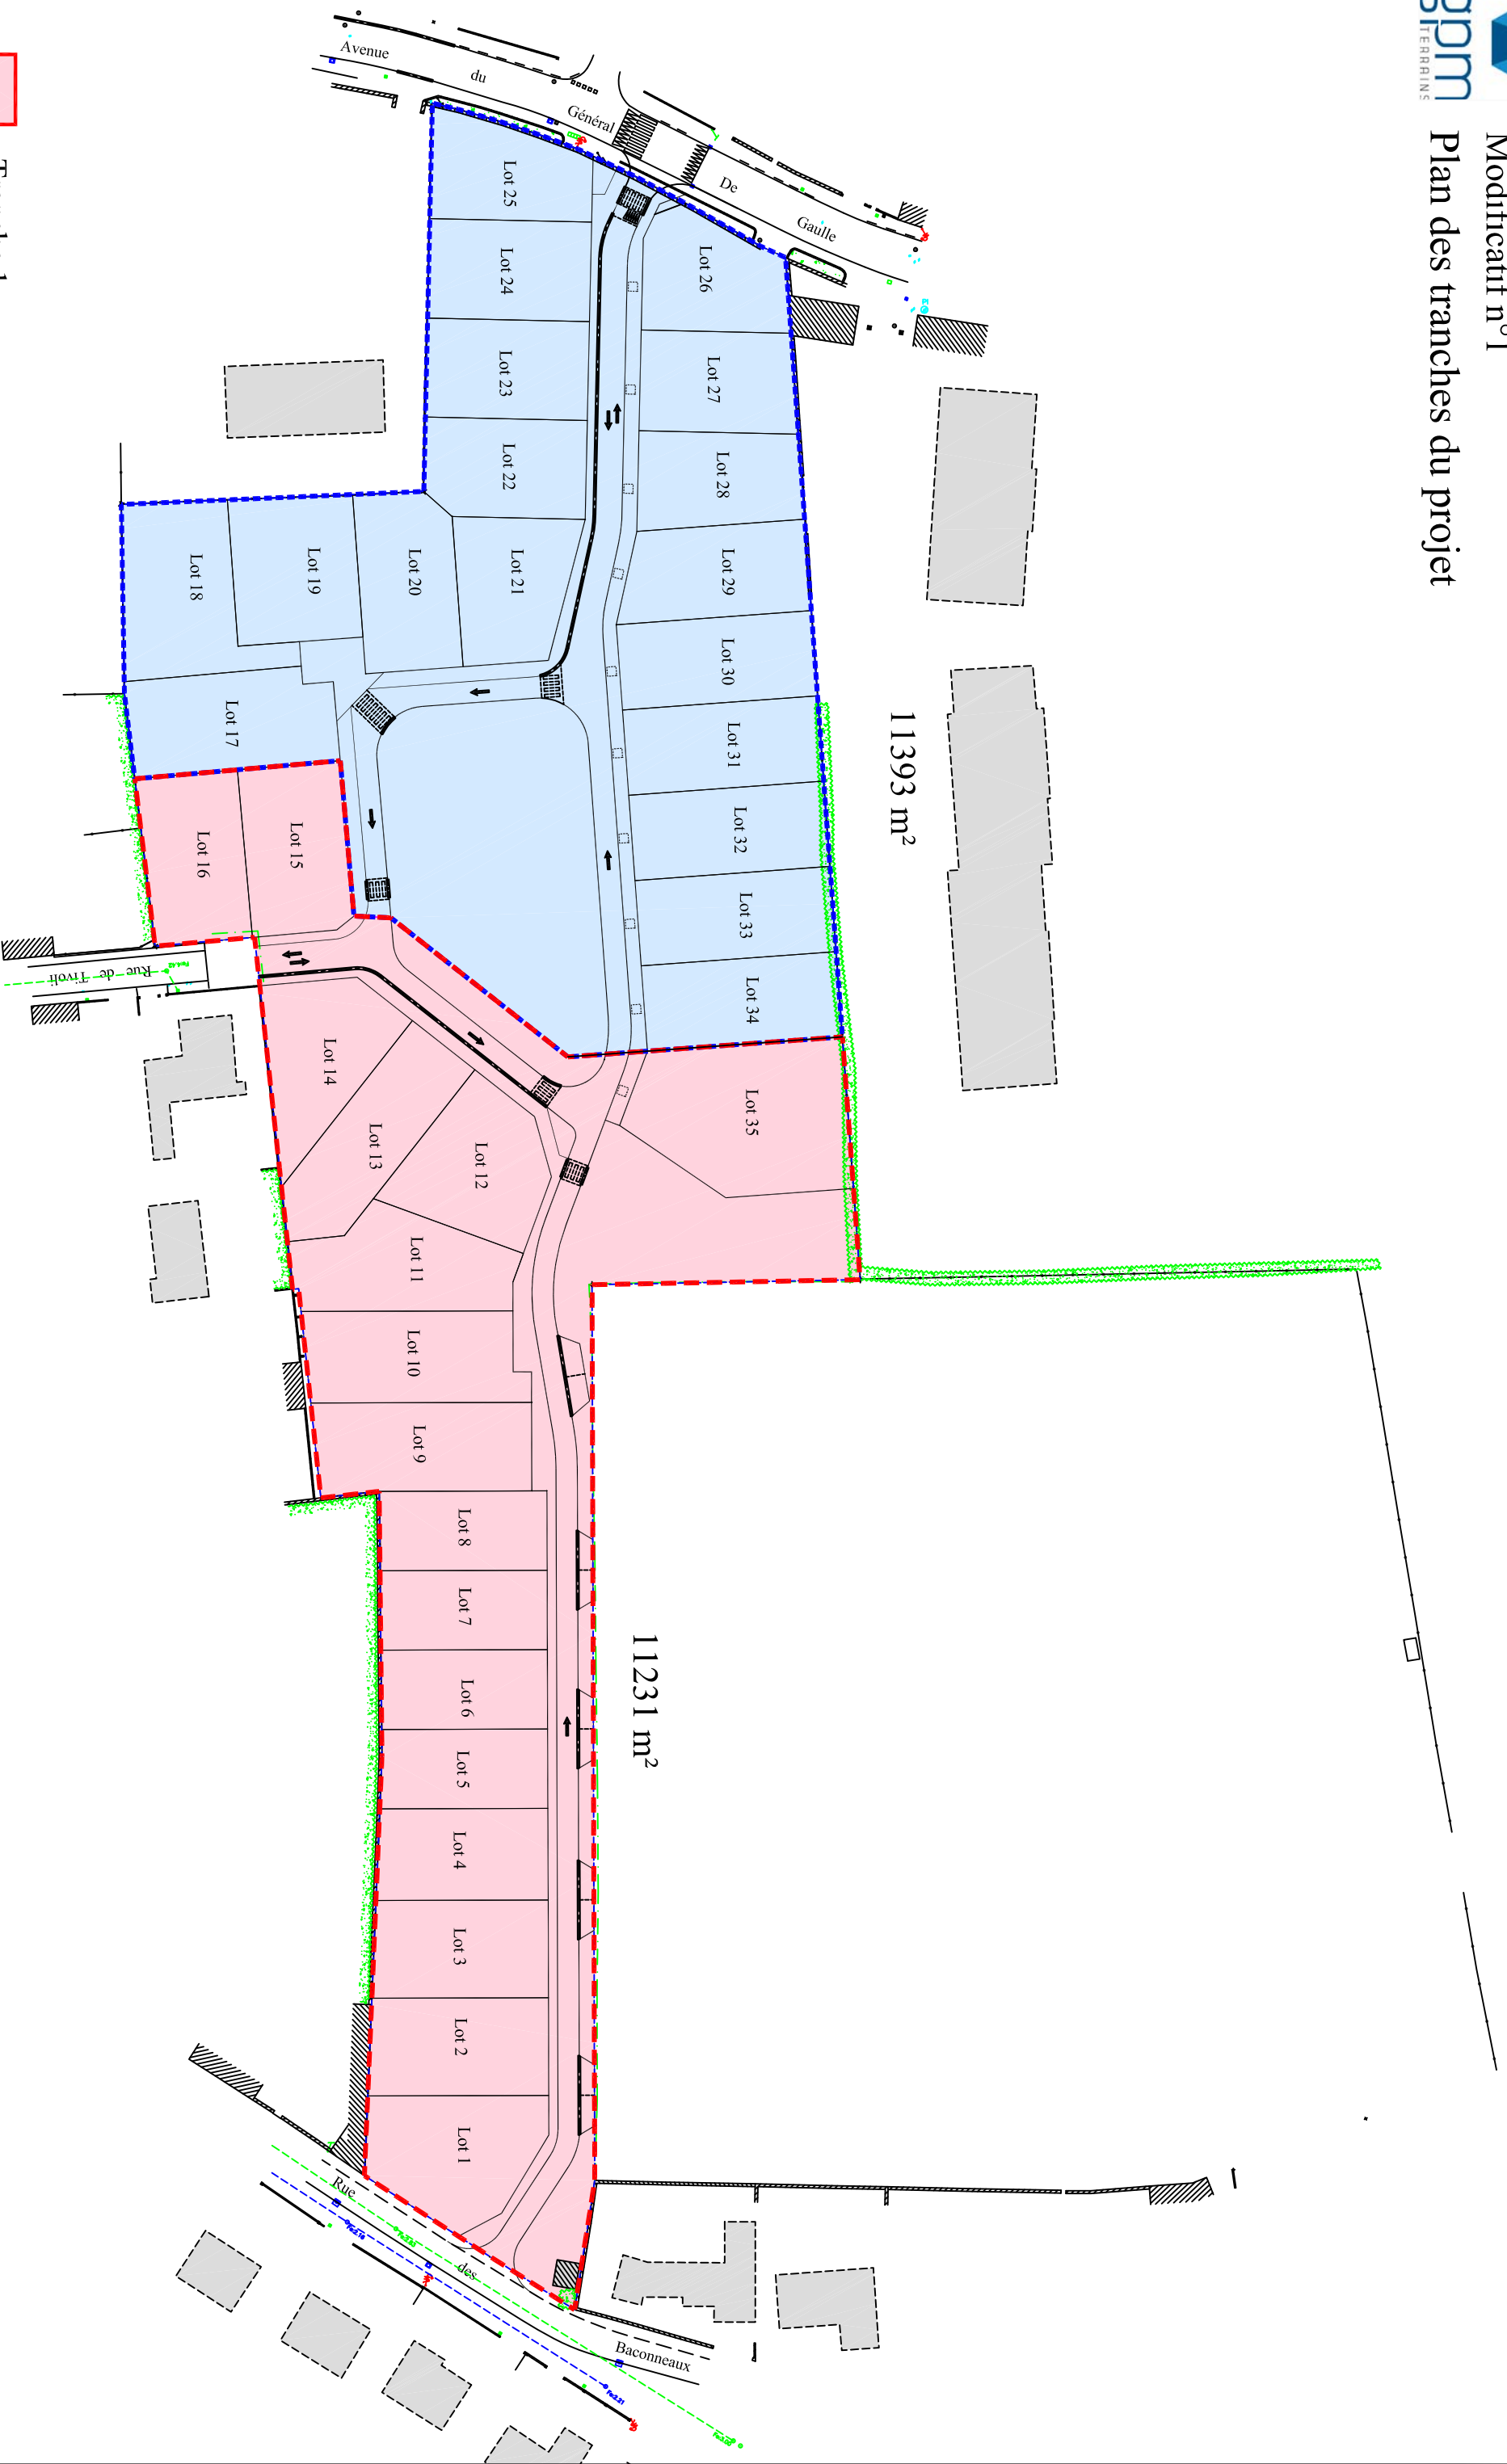 Modificatif n°1
Plan des tranches du projet
gpm
TERRAINS
Avenue du Général De Gaulle
Lot 25
Lot 24
Lot 23
Lot 22
Lot 21
Lot 20
Lot 19
Lot 18
Lot 17
Lot 26
Lot 27
Lot 28
Lot 29
Lot 30
Lot 31
Lot 32
Lot 33
Lot 34
11393 m²
Lot 16
Lot 15
Rue de Tivoli
Lot 14
Lot 13
Lot 12
Lot 35
Lot 11
Lot 10
Lot 9
Lot 8
Lot 7
Lot 6
Lot 5
Lot 4
Lot 3
Lot 2
Lot 1
11231 m²
Rue des Baconneaux